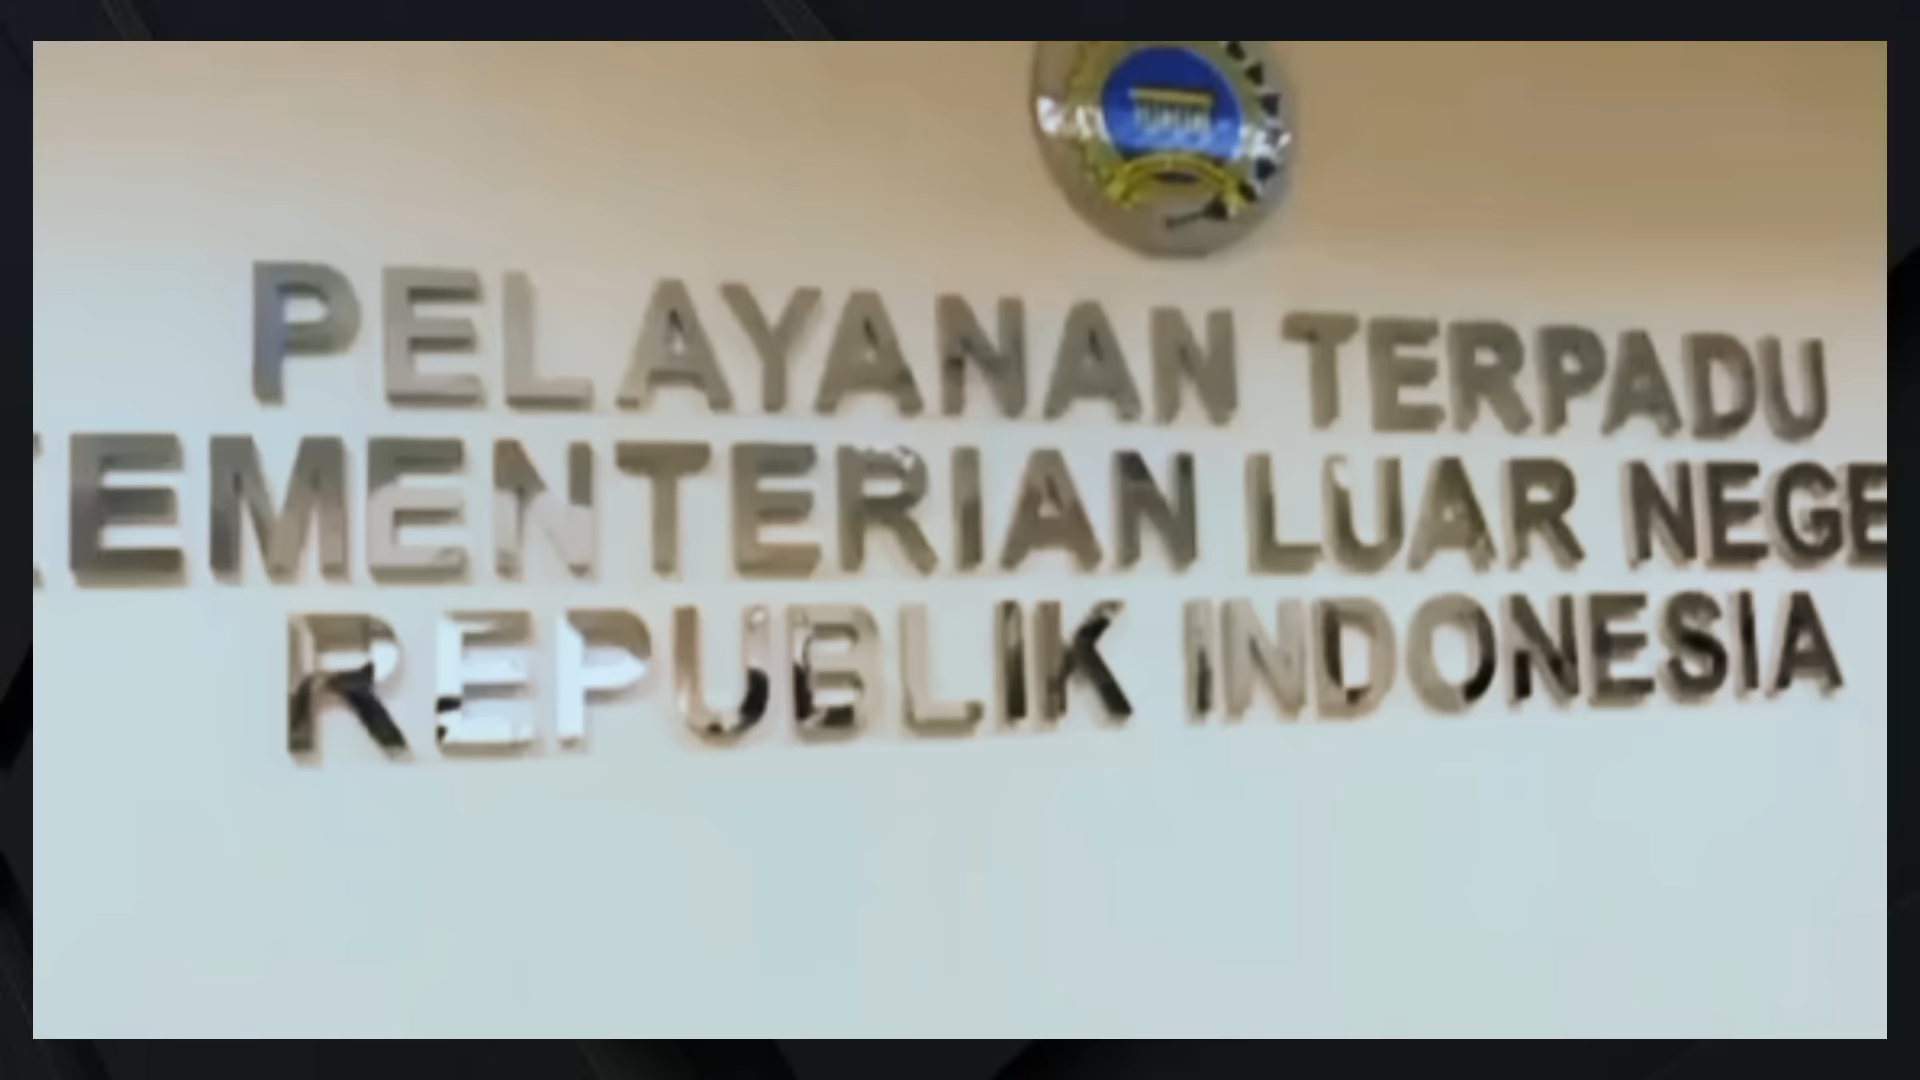 PELAYANAN TERPADU
EMENTERIAN LUAR NEGE
REPUBLIK INDONESIA